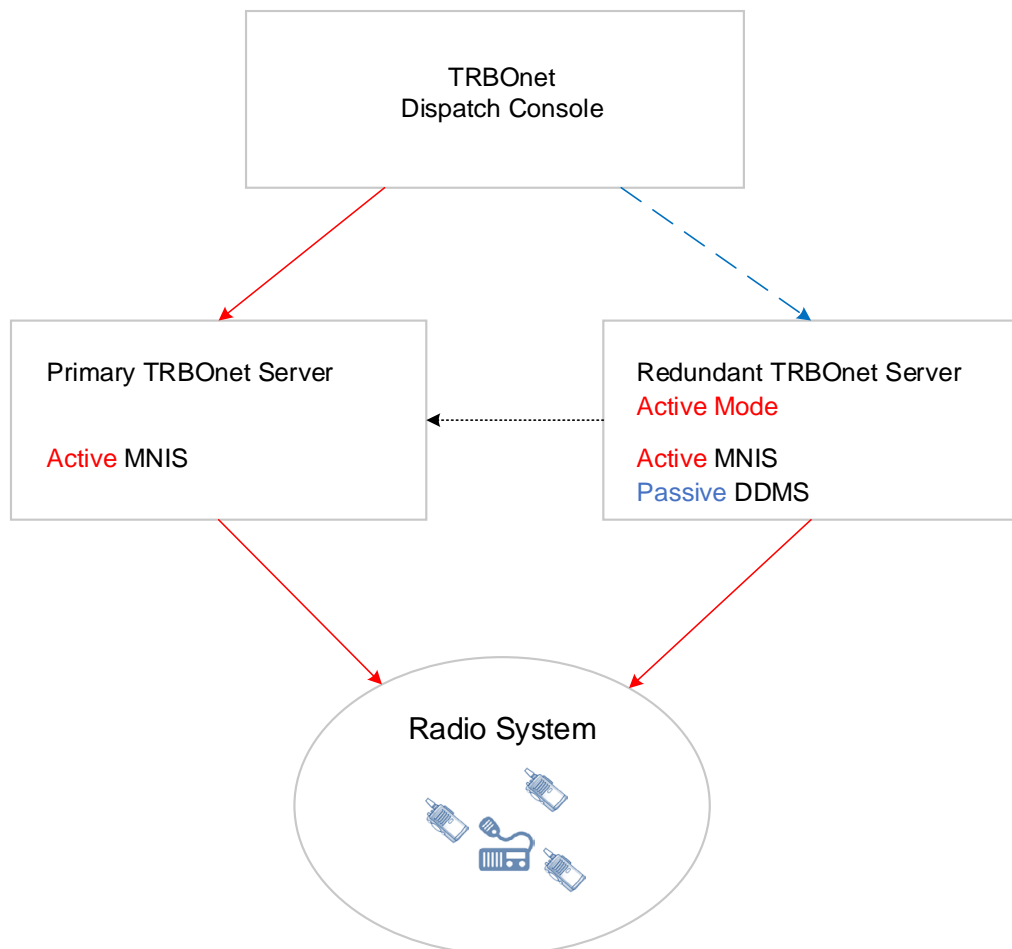 TRBOnet
Dispatch Console
Primary TRBOnet Server
Active MNIS
Redundant TRBOnet Server
Active Mode
Active MNIS
Passive DDMS
Radio System